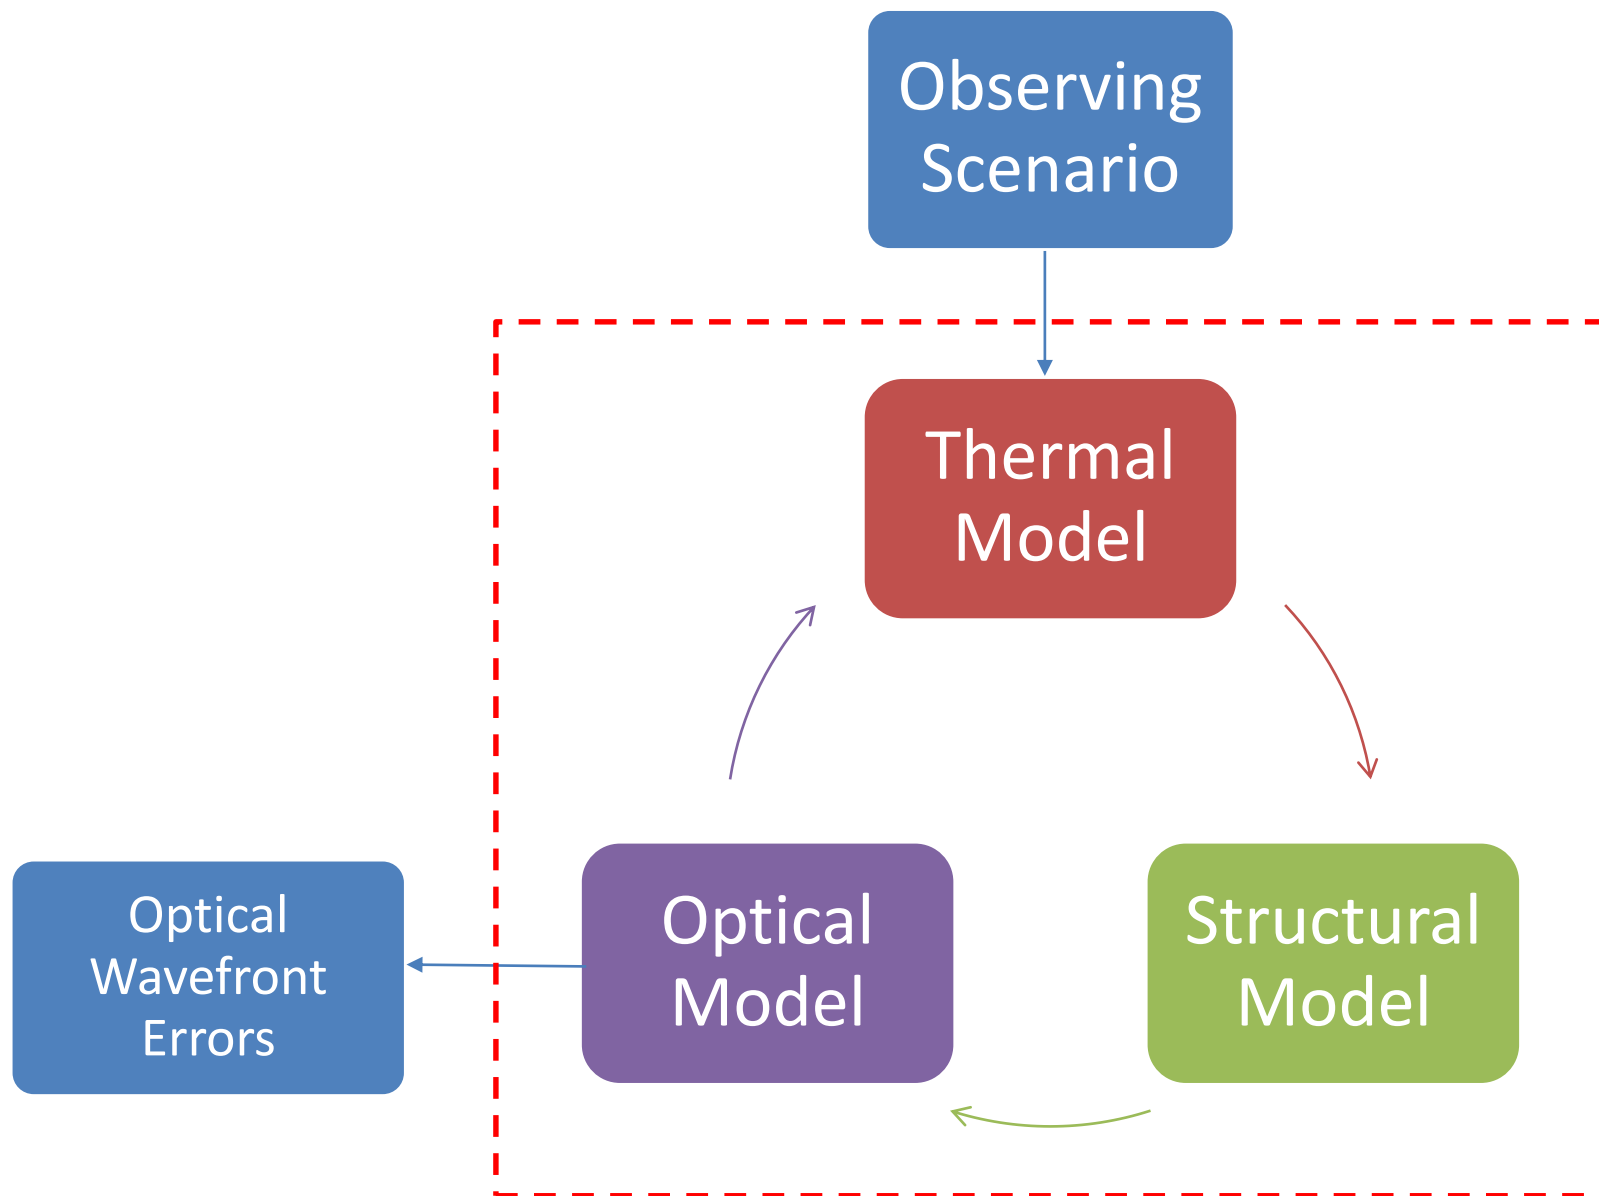 Observing
Scenario
Thermal
Model
Optical
Wavefront
Errors
Optical
Model
Structural
Model